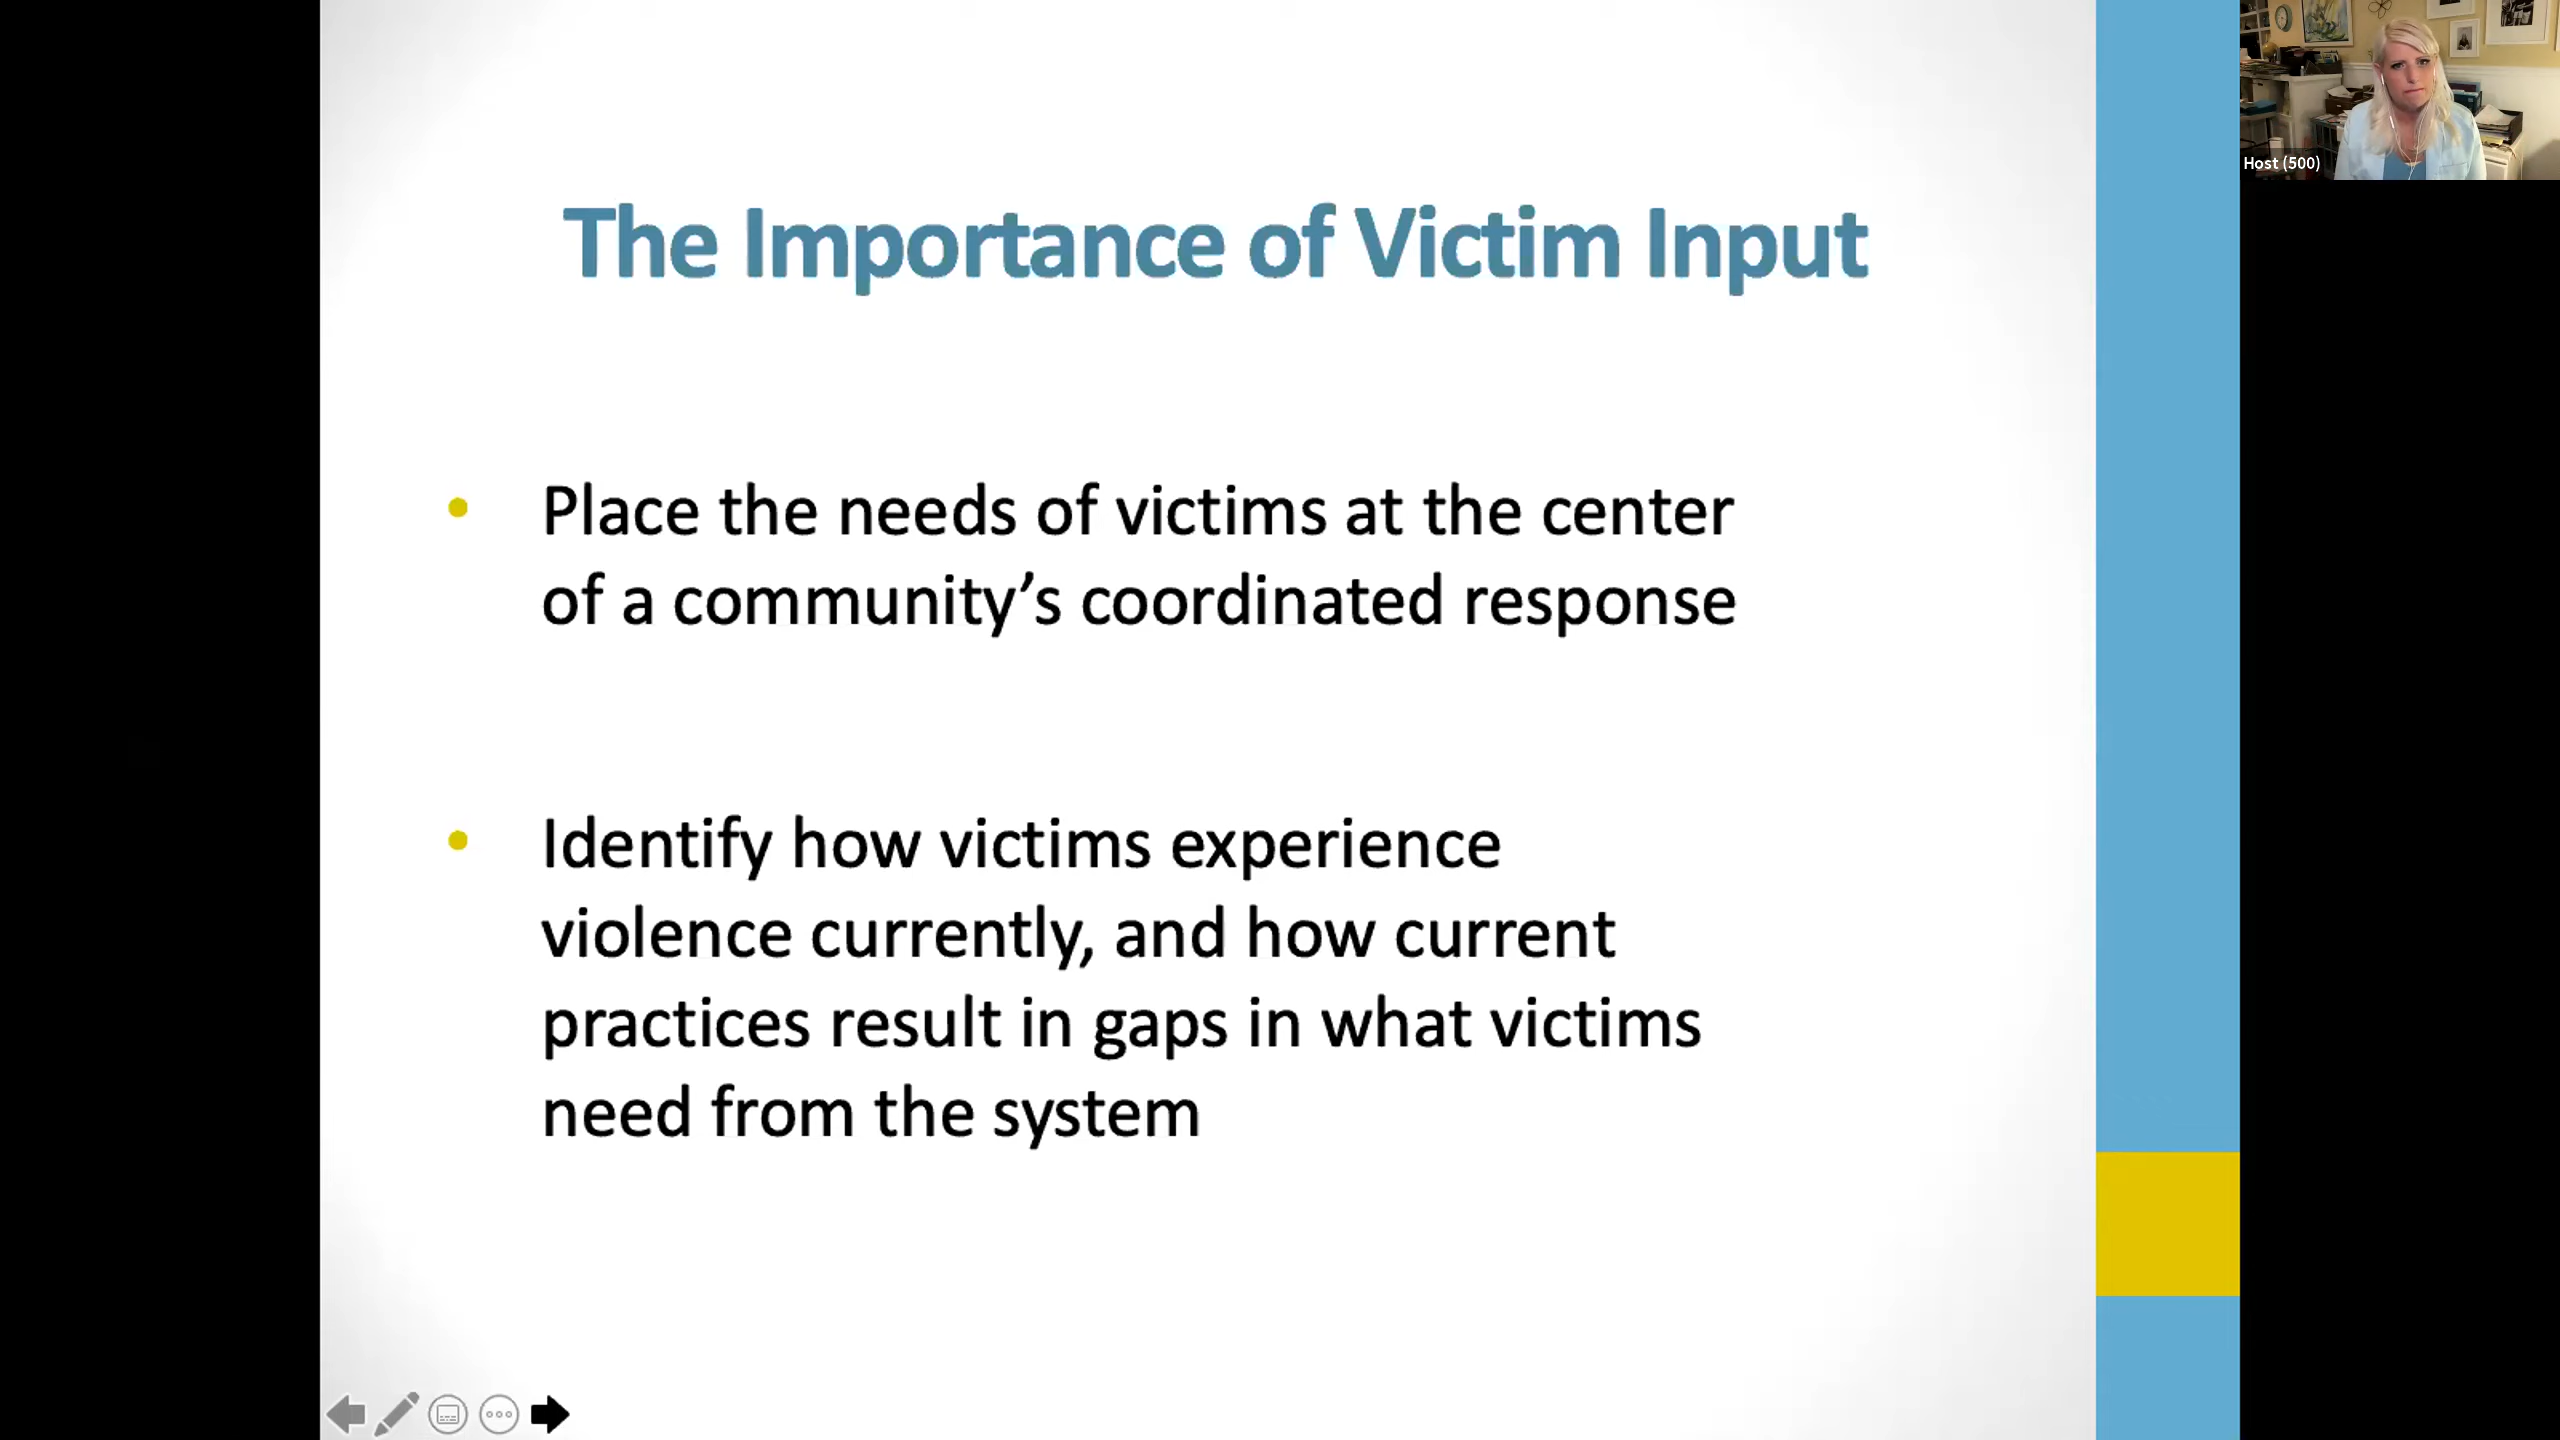 The Importance of Victim Input
• Place the needs of victims at the center
of a community’s coordinated response
• Identify how victims experience
violence currently, and how current
practices result in gaps in what victims
need from the system
Host (500)